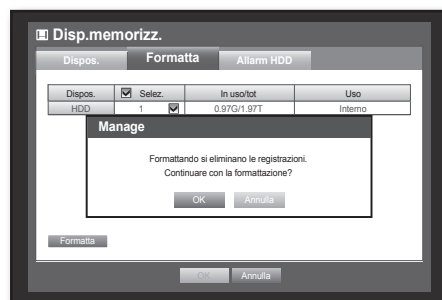 Disp.memorizz.
Dispos. Formatta Allarm HDD
Dispos. Selez. In uso/tot Uso
HDD 1 0.97G/1.97T Interno
Manage
Formattando si eliminano le registrazioni.
Continuare con la formattazione?
OK Annulla
Formatta
OK Annulla